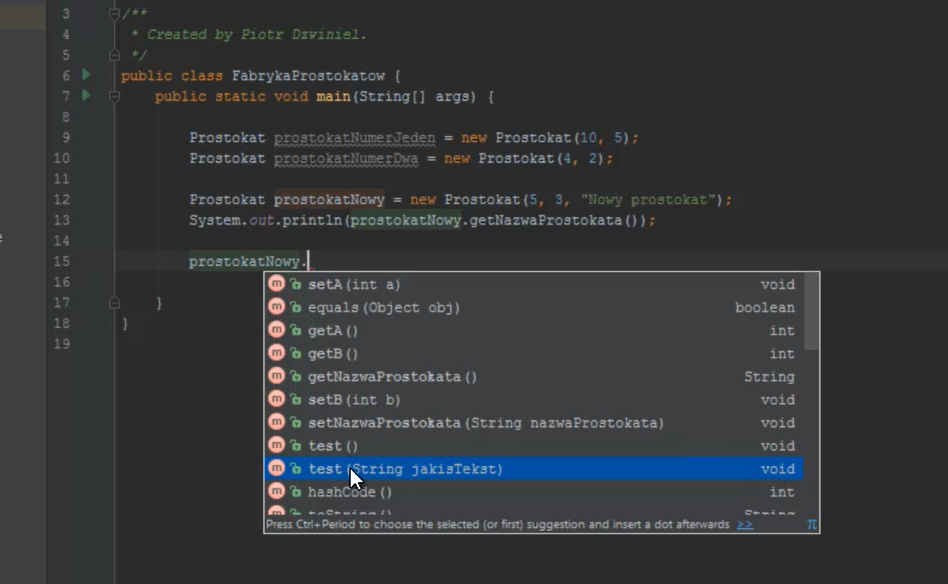 3 /**
4 * Created by Piotr Dzwiniel.
5 */
6 public class FabrykaProstokatow {
7 public static void main(String[] args) {
8
9 Prostokat prostokatNumerJeden = new Prostokat(10, 5);
10 Prostokat prostokatNumerDwa = new Prostokat(4, 2);
11
12 Prostokat prostokatNowy = new Prostokat(5, 3, "Nowy prostokat");
13 System.out.println(prostokatNowy.getNazwaProstokata());
14
15 prostokatNowy.
16
17 }
18 }
19
m setA(int a) void
m equals(Object obj) boolean
m getA() int
m getB() int
m getNazwaProstokata() String
m setB(int b) void
m setNazwaProstokata(String nazwaProstokata) void
m test() void
m test(String jakisTekst) void
m hashCode() int
m toString() String
Press Ctrl+Period to choose the selected (or first) suggestion and insert a dot afterwards >> π